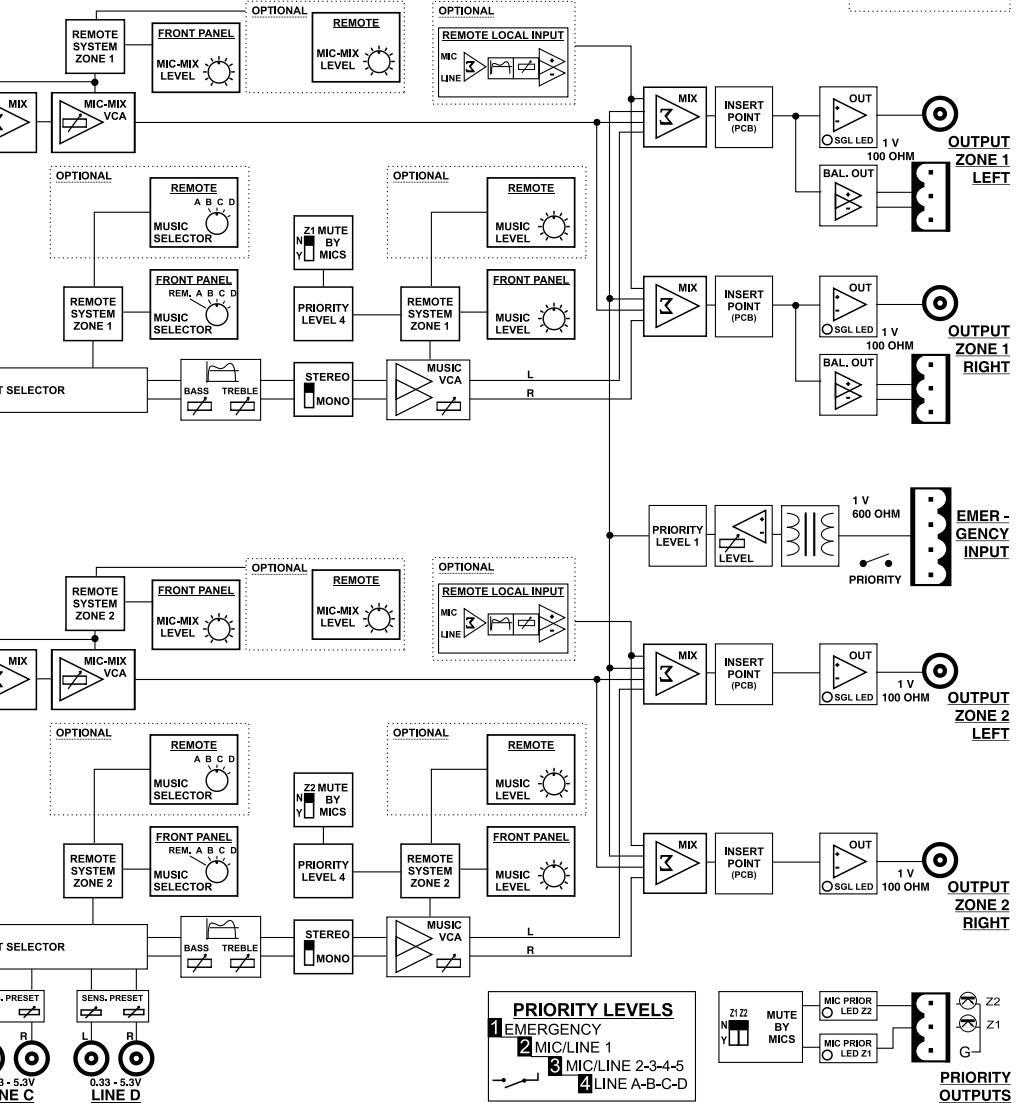 OPTIONAL
REMOTE
SYSTEM
ZONE 1
FRONT PANEL
MIC-MIX
LEVEL
REMOTE
MIC-MIX
LEVEL
OPTIONAL
REMOTE LOCAL INPUT
MIC
Σ
LINE
MIX
Σ
MIC-MIX
VCA
MIX
Σ
INSERT
POINT
(PCB)
OUT
SGL LED
1 V
100 OHM
OUTPUT
ZONE 1
LEFT
BAL. OUT
OPTIONAL
REMOTE
A B C D
MUSIC
SELECTOR
OPTIONAL
REMOTE
MUSIC
LEVEL
Z1 MUTE
N BY
Y MICS
REMOTE
SYSTEM
ZONE 1
FRONT PANEL
REM. A B C D
MUSIC
SELECTOR
PRIORITY
LEVEL 4
REMOTE
SYSTEM
ZONE 1
FRONT PANEL
MUSIC
LEVEL
MIX
Σ
INSERT
POINT
(PCB)
OUT
SGL LED
1 V
100 OHM
OUTPUT
ZONE 1
RIGHT
BAL. OUT
T SELECTOR
BASS TREBLE
STEREO
MONO
MUSIC
VCA
L
R
PRIORITY
LEVEL 1
LEVEL
1 V
600 OHM
PRIORITY
EMER -
GENCY
INPUT
OPTIONAL
REMOTE
SYSTEM
ZONE 2
FRONT PANEL
MIC-MIX
LEVEL
REMOTE
MIC-MIX
LEVEL
OPTIONAL
REMOTE LOCAL INPUT
MIC
Σ
LINE
MIX
Σ
MIC-MIX
VCA
MIX
Σ
INSERT
POINT
(PCB)
OUT
SGL LED
1 V
100 OHM
OUTPUT
ZONE 2
LEFT
OPTIONAL
REMOTE
A B C D
MUSIC
SELECTOR
OPTIONAL
REMOTE
MUSIC
LEVEL
Z2 MUTE
N BY
Y MICS
REMOTE
SYSTEM
ZONE 2
FRONT PANEL
REM. A B C D
MUSIC
SELECTOR
PRIORITY
LEVEL 4
REMOTE
SYSTEM
ZONE 2
FRONT PANEL
MUSIC
LEVEL
MIX
Σ
INSERT
POINT
(PCB)
OUT
SGL LED
1 V
100 OHM
OUTPUT
ZONE 2
RIGHT
T SELECTOR
BASS TREBLE
STEREO
MONO
MUSIC
VCA
L
R
. PRESET
SENS. PRESET
R
L R
3 - 5.3V
NE C
0.33 - 5.3V
LINE D
PRIORITY LEVELS
1 EMERGENCY
2 MIC/LINE 1
3 MIC/LINE 2-3-4-5
4 LINE A-B-C-D
Z1 Z2
N
Y
MUTE
BY
MICS
MIC PRIOR
LED Z2
MIC PRIOR
LED Z1
Z2
Z1
G
PRIORITY
OUTPUTS